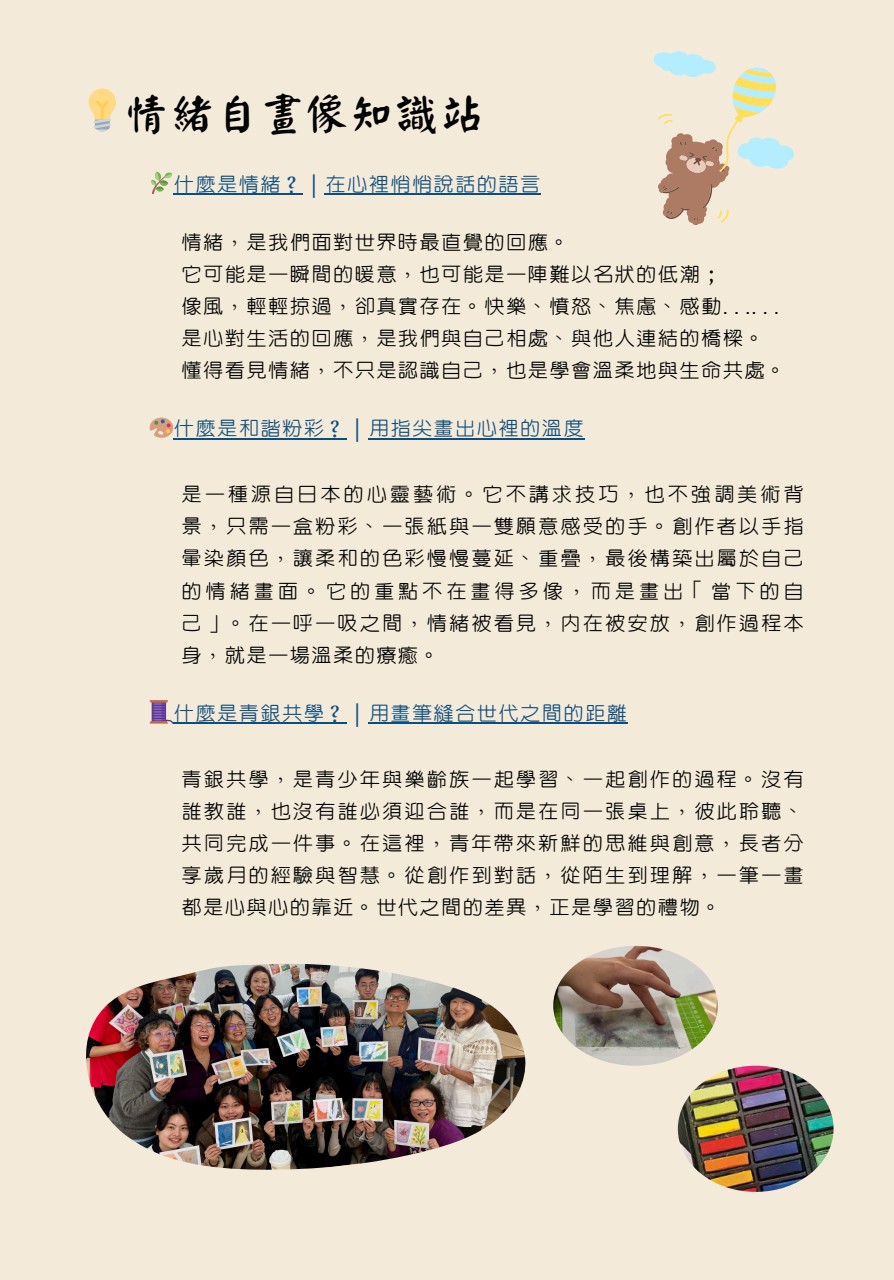 情緒自畫像知識站
什麼是情緒？｜在心裡悄悄說話的語言
情緒，是我們面對世界時最直覺的回應。
它可能是一瞬間的暖意，也可能是一陣難以名狀的低潮；
像風，輕輕掠過，卻真實存在。快樂、憤怒、焦慮、感動......
是心對生活的回應，是我們與自己相處、與他人連結的橋樑。
懂得看見情緒，不只是認識自己，也是學會溫柔地與生命共處。
什麼是和諧粉彩？｜用指尖畫出心裡的溫度
是一種源自日本的心靈藝術。它不講求技巧，也不強調美術背
景，只需一盒粉彩、一張紙與一雙願意感受的手。創作者以手指
暈染顏色，讓柔和的色彩慢慢蔓延、重疊，最後構築出屬於自己
的情緒畫面。它的重點不在畫得多像，而是畫出「當下的自
己」。在一呼一吸之間，情緒被看見，內在被安放，創作過程本
身，就是一場溫柔的療癒。
什麼是青銀共學？｜用畫筆縫合世代之間的距離
青銀共學，是青少年與樂齡族一起學習、一起創作的過程。沒有
誰教誰，也沒有誰必須迎合誰，而是在同一張桌上，彼此聆聽、
共同完成一件事。在這裡，青年帶來新鮮的思維與創意，長者分
享歲月的經驗與智慧。從創作到對話，從陌生到理解，一筆一畫
都是心與心的靠近。世代之間的差異，正是學習的禮物。